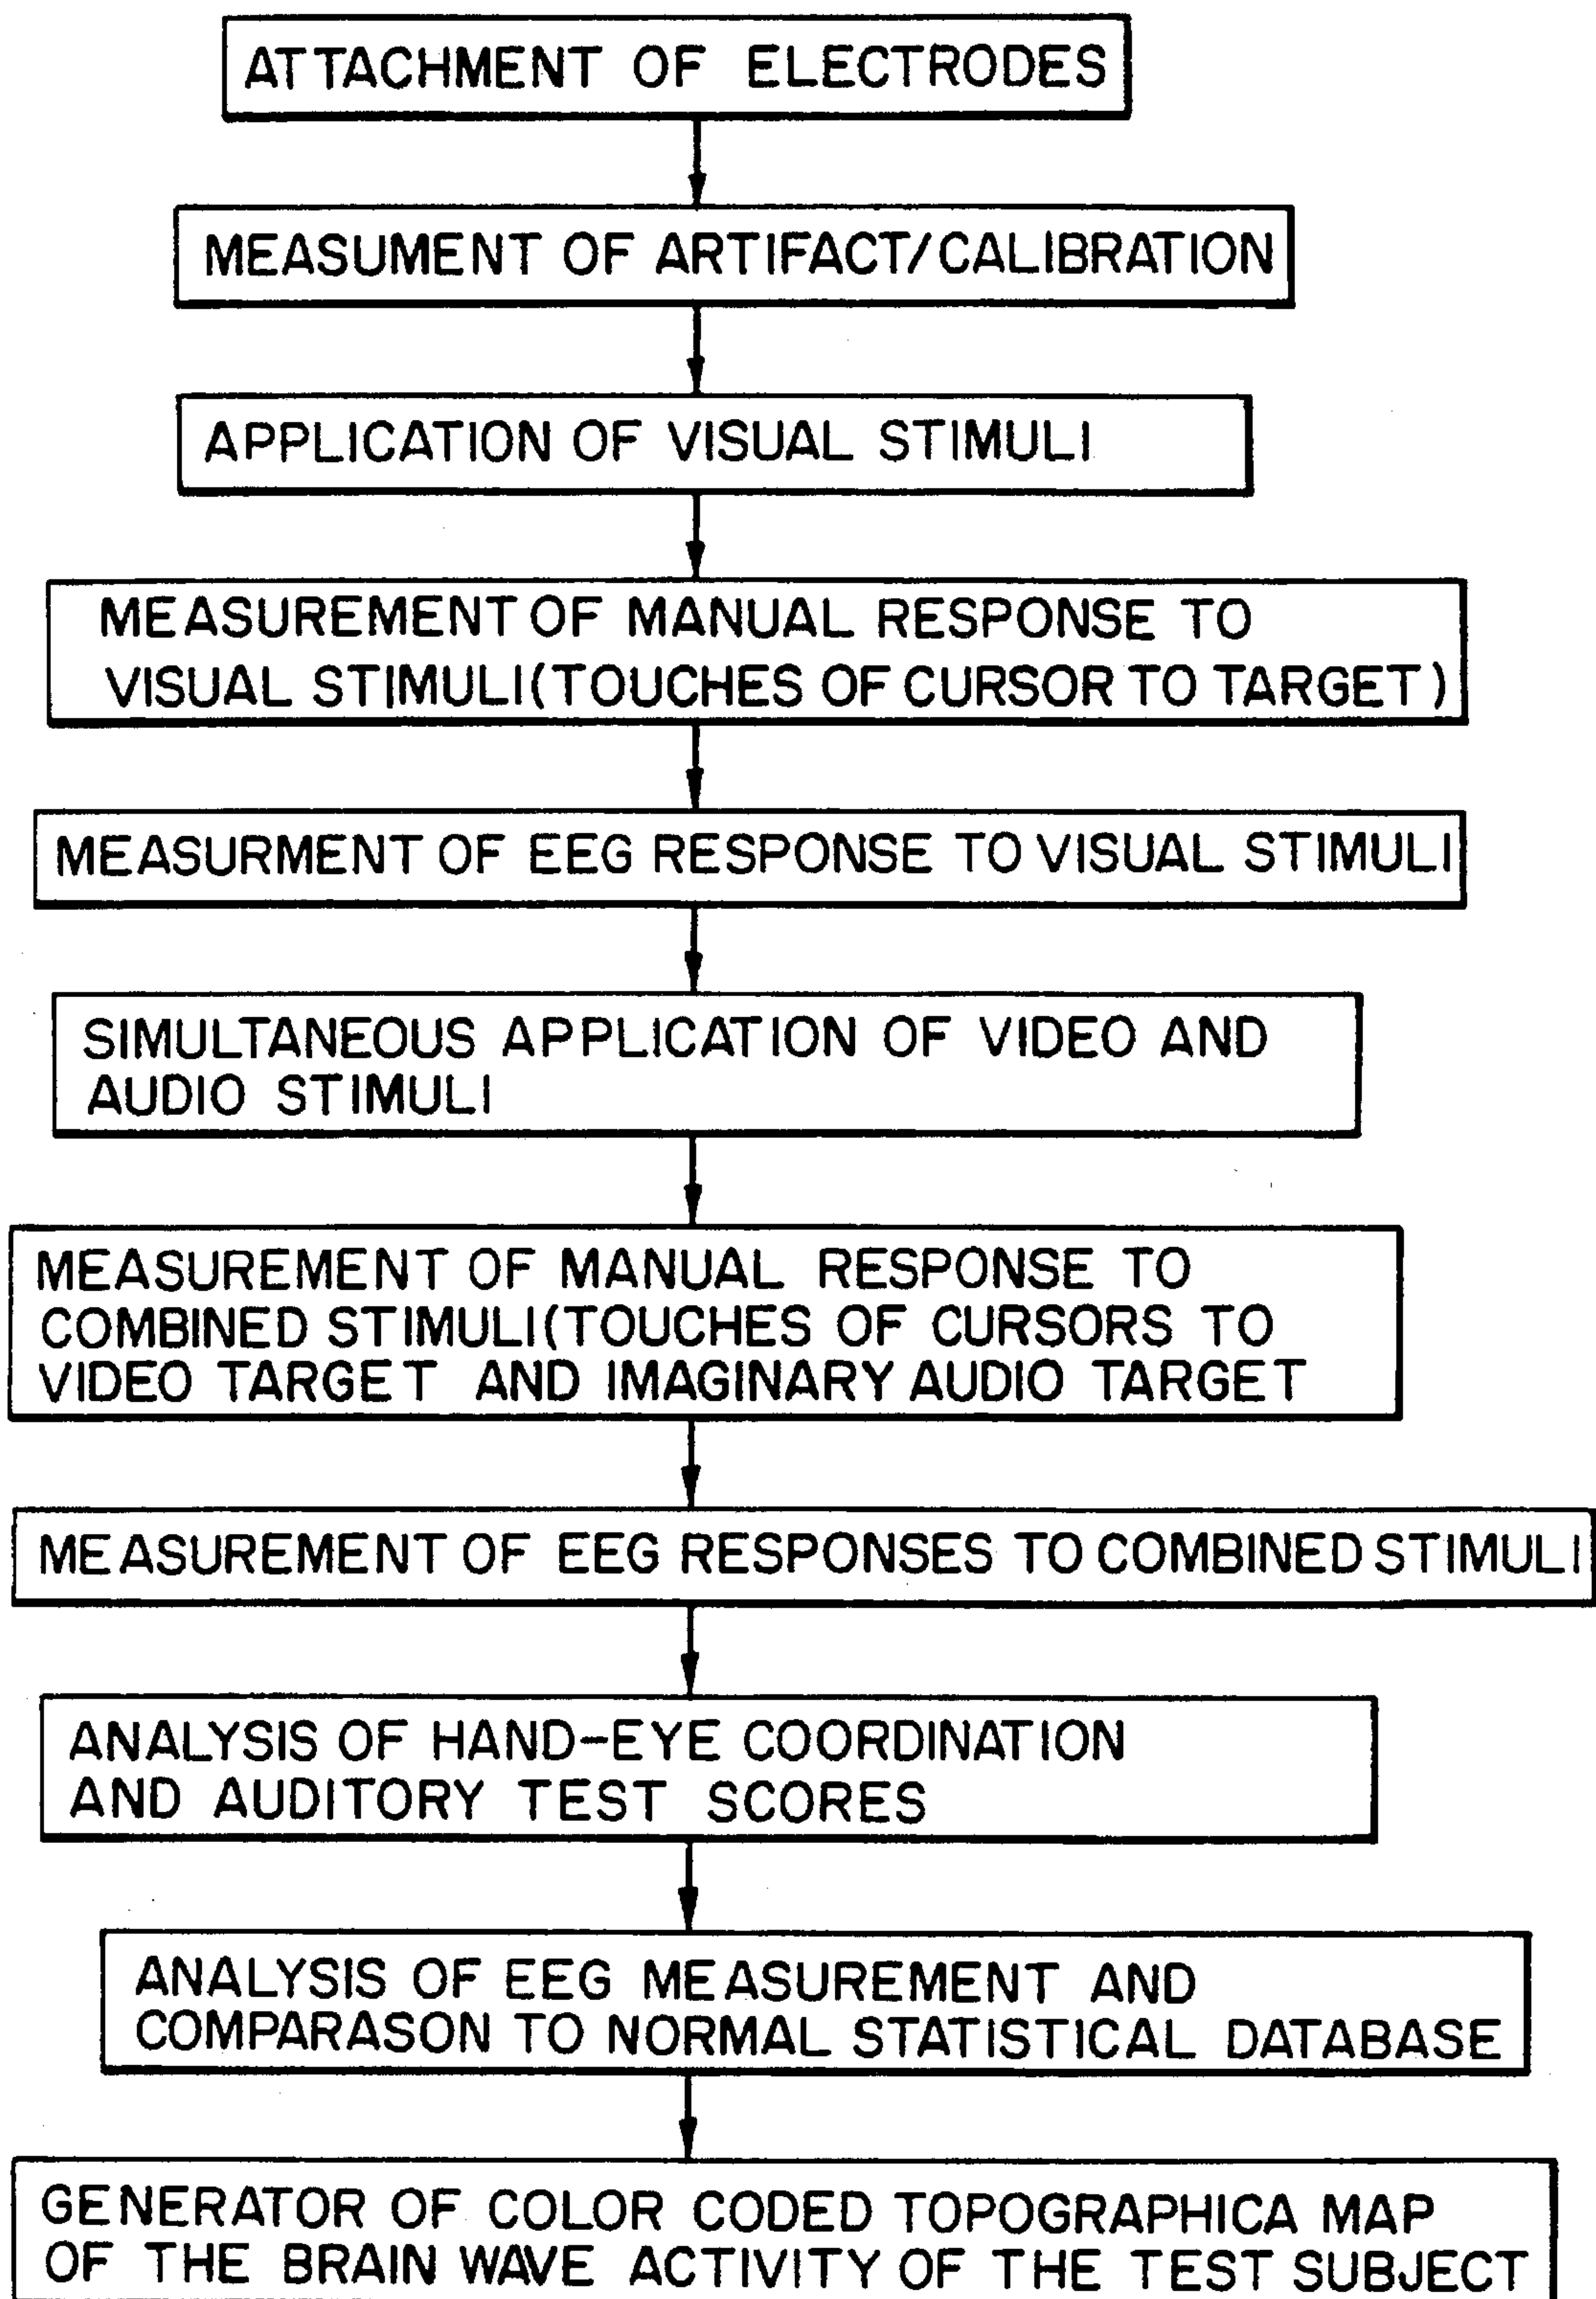 ATTACHMENT OF ELECTRODES
MEASUMENT OF ARTIFACT/CALIBRATION
APPLICATION OF VISUAL STIMULI
MEASUREMENT OF MANUAL RESPONSE TO
VISUAL STIMULI(TOUCHES OF CURSOR TO TARGET)
MEASURMENT OF EEG RESPONSE TO VISUAL STIMULI
SIMULTANEOUS APPLICATION OF VIDEO AND
AUDIO STIMULI
MEASUREMENT OF MANUAL RESPONSE TO
COMBINED STIMULI(TOUCHES OF CURSORS TO
VIDEO TARGET AND IMAGINARY AUDIO TARGET
MEASUREMENT OF EEG RESPONSES TO COMBINED STIMULI
ANALYSIS OF HAND-EYE COORDINATION
AND AUDITORY TEST SCORES
ANALYSIS OF EEG MEASUREMENT AND
COMPARASON TO NORMAL STATISTICAL DATABASE
GENERATOR OF COLOR CODED TOPOGRAPHICA MAP
OF THE BRAIN WAVE ACTIVITY OF THE TEST SUBJECT